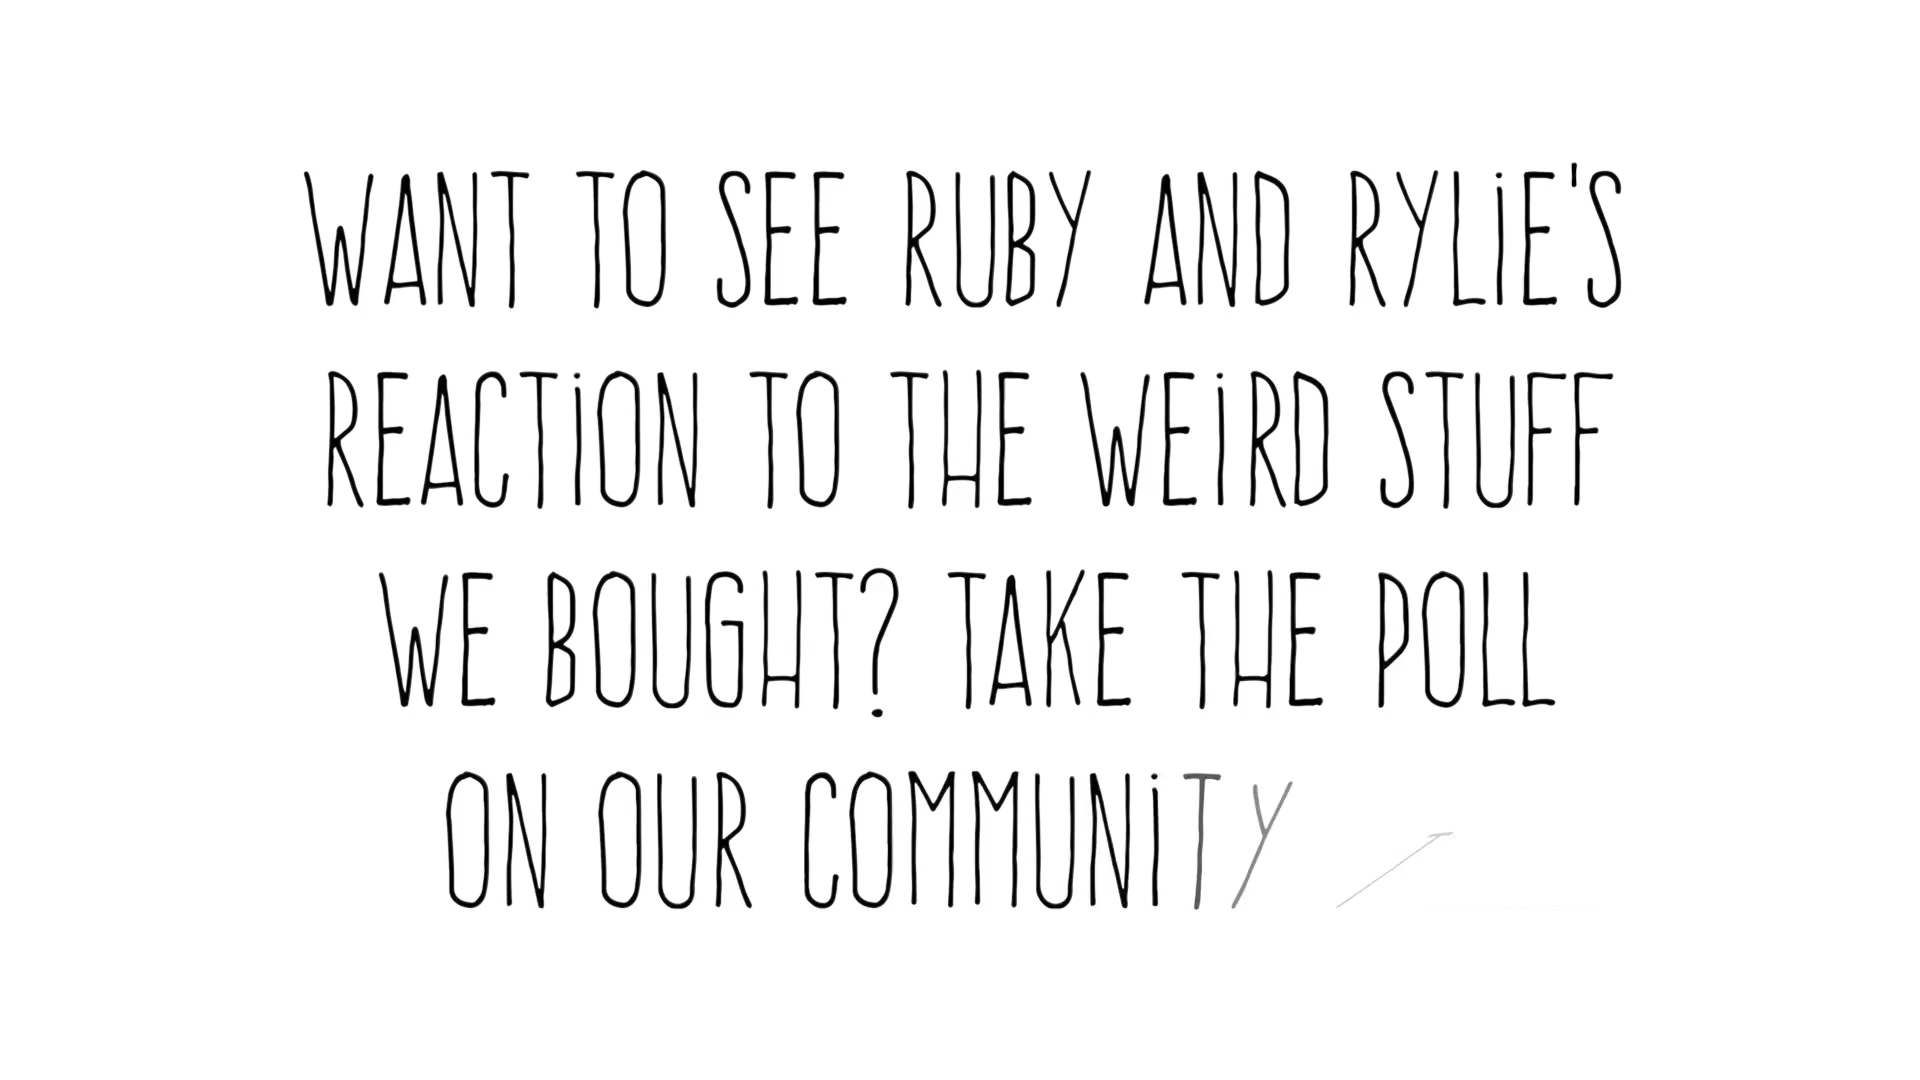 WANT TO SEE RUBY AND RYLIE'S
REACTION TO THE WEIRD STUFF
WE BOUGHT? TAKE THE POLL
ON OUR COMMUNITY